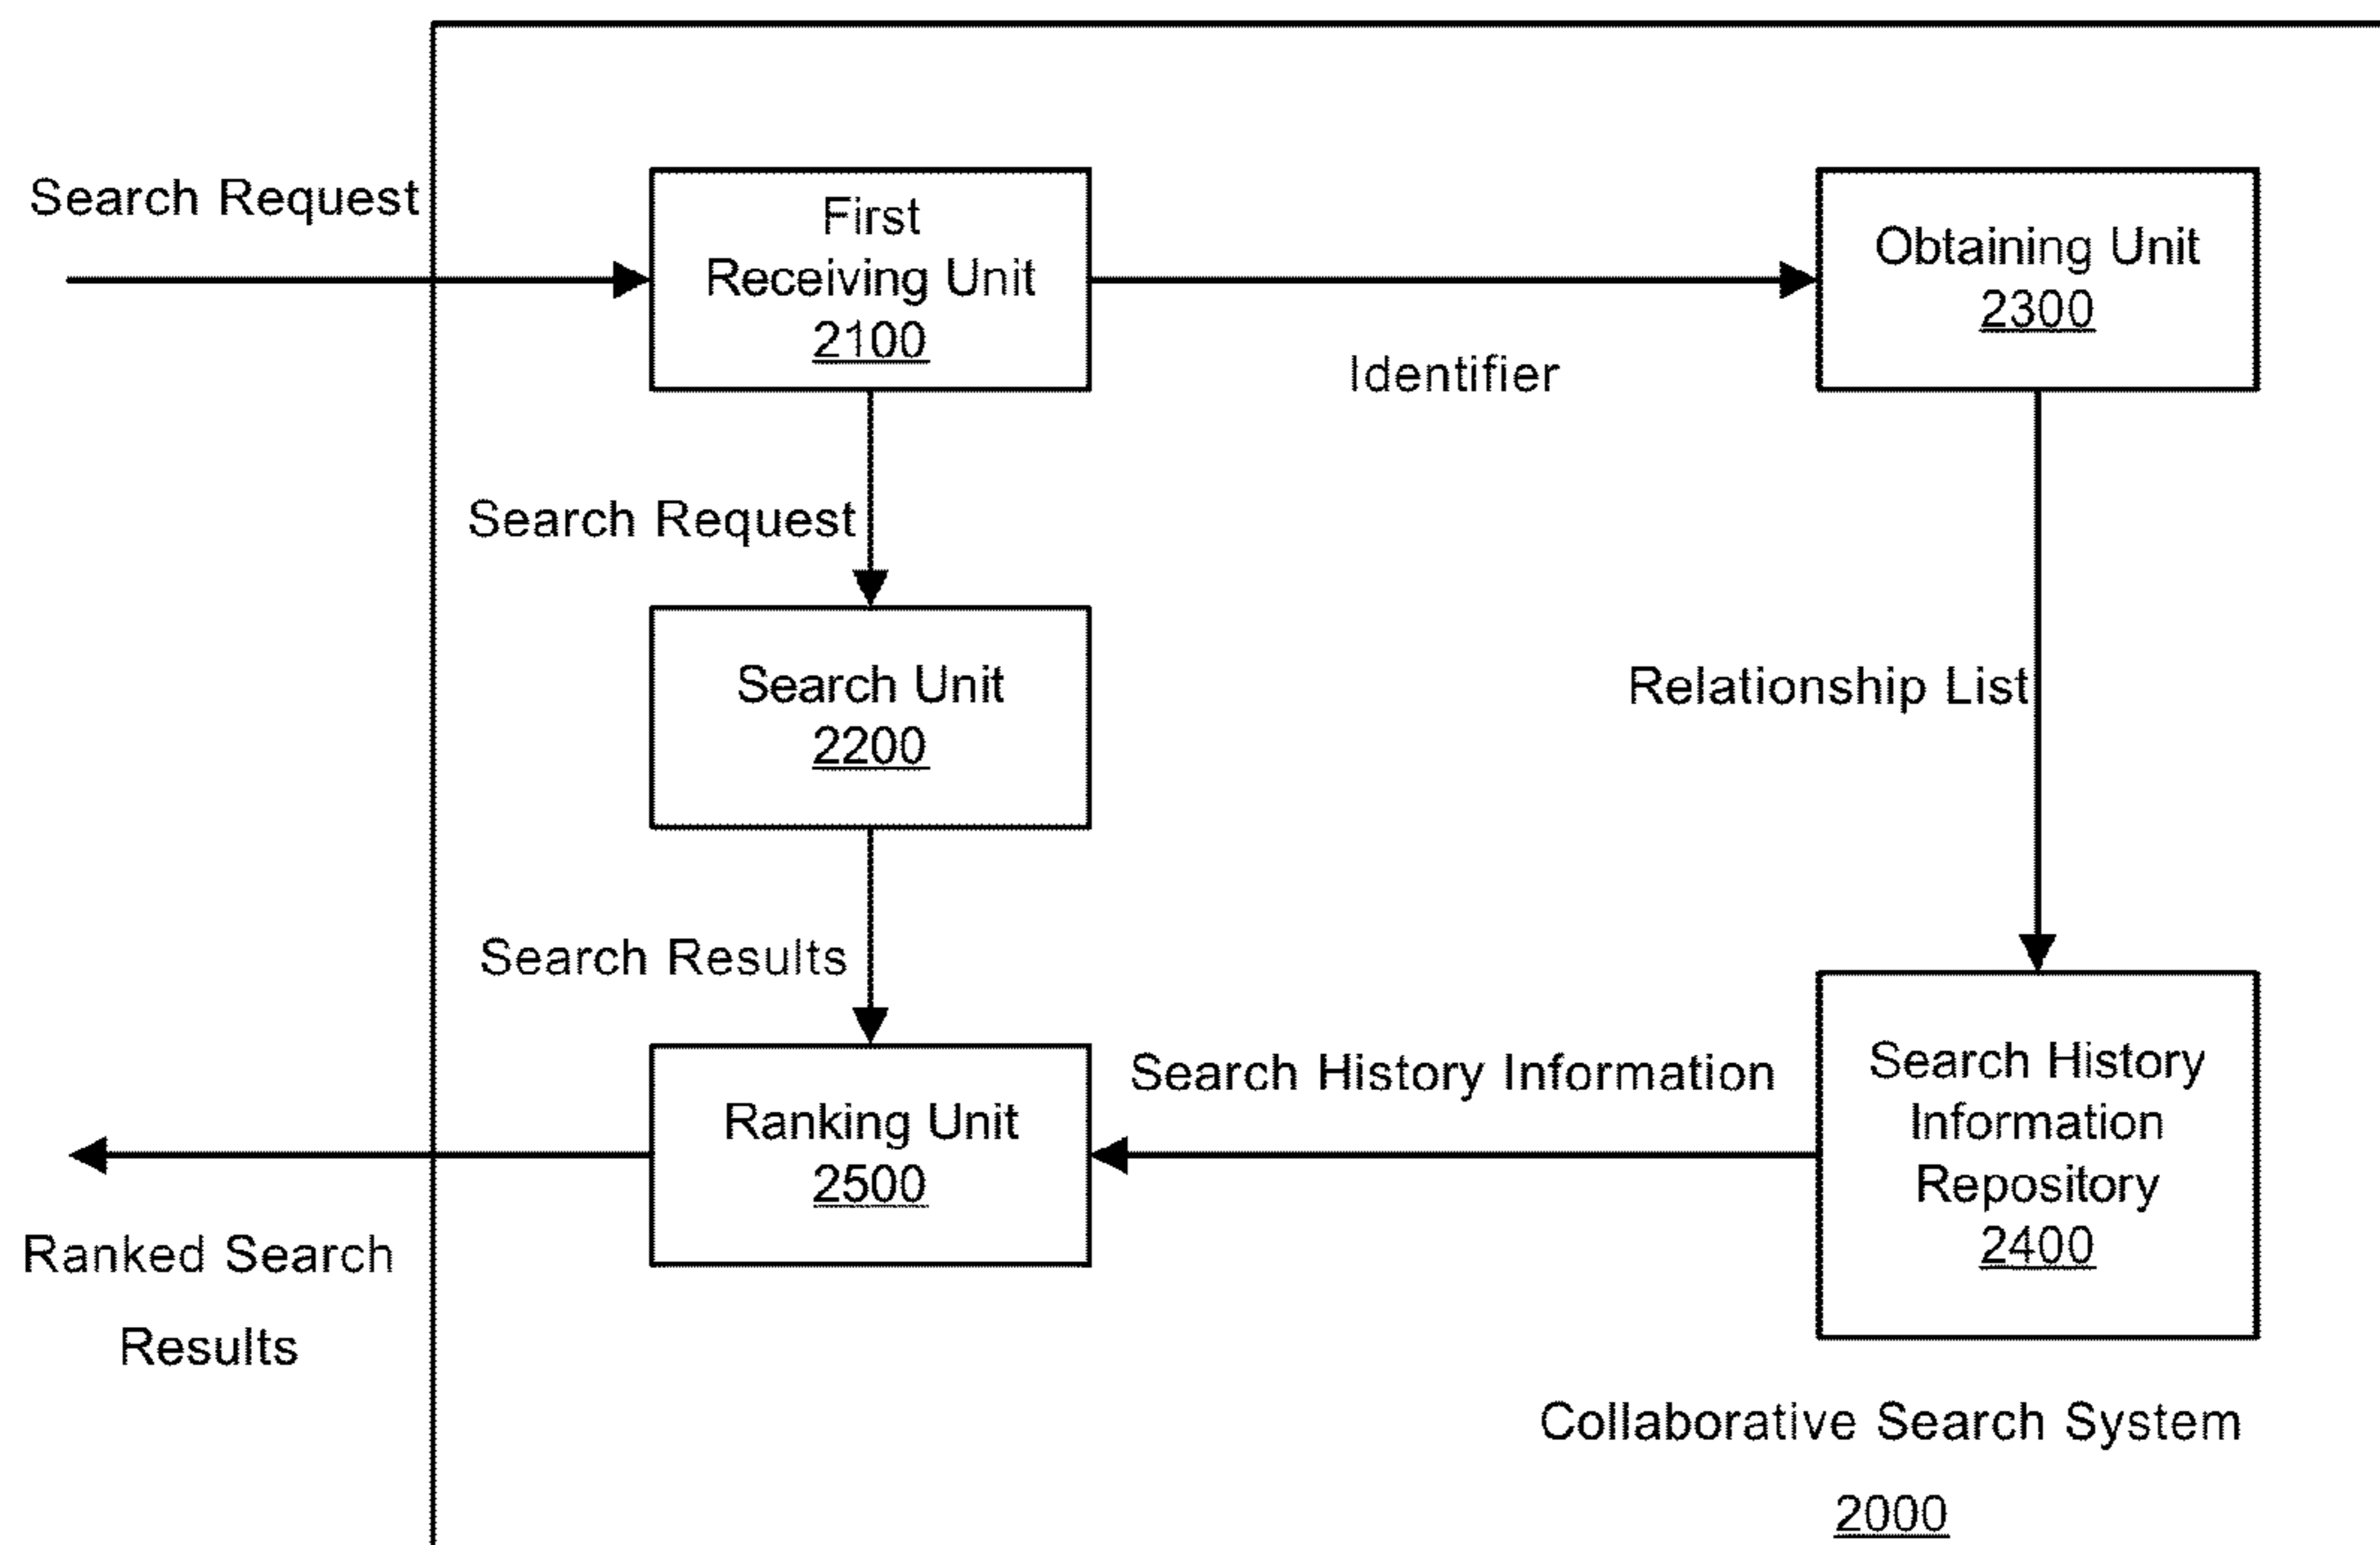 Search Request
First
Receiving Unit
2100
Identifier
Obtaining Unit
2300
Search Request
Search Unit
2200
Relationship List
Search Results
Ranking Unit
2500
Search History Information
Search History
Information
Repository
2400
Ranked Search
Results
Collaborative Search System
2000